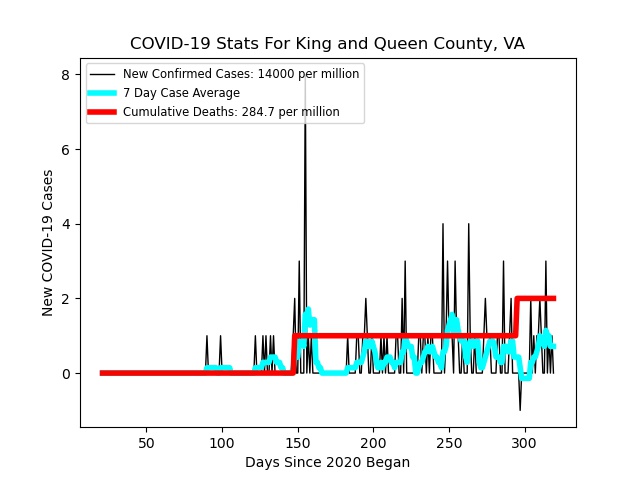 COVID-19 Stats For King and Queen County, VA
New Confirmed Cases: 14000 per million
7 Day Case Average
Cumulative Deaths: 284.7 per million
New COVID-19 Cases
8
6
4
2
0
50 100 150 200 250 300
Days Since 2020 Began